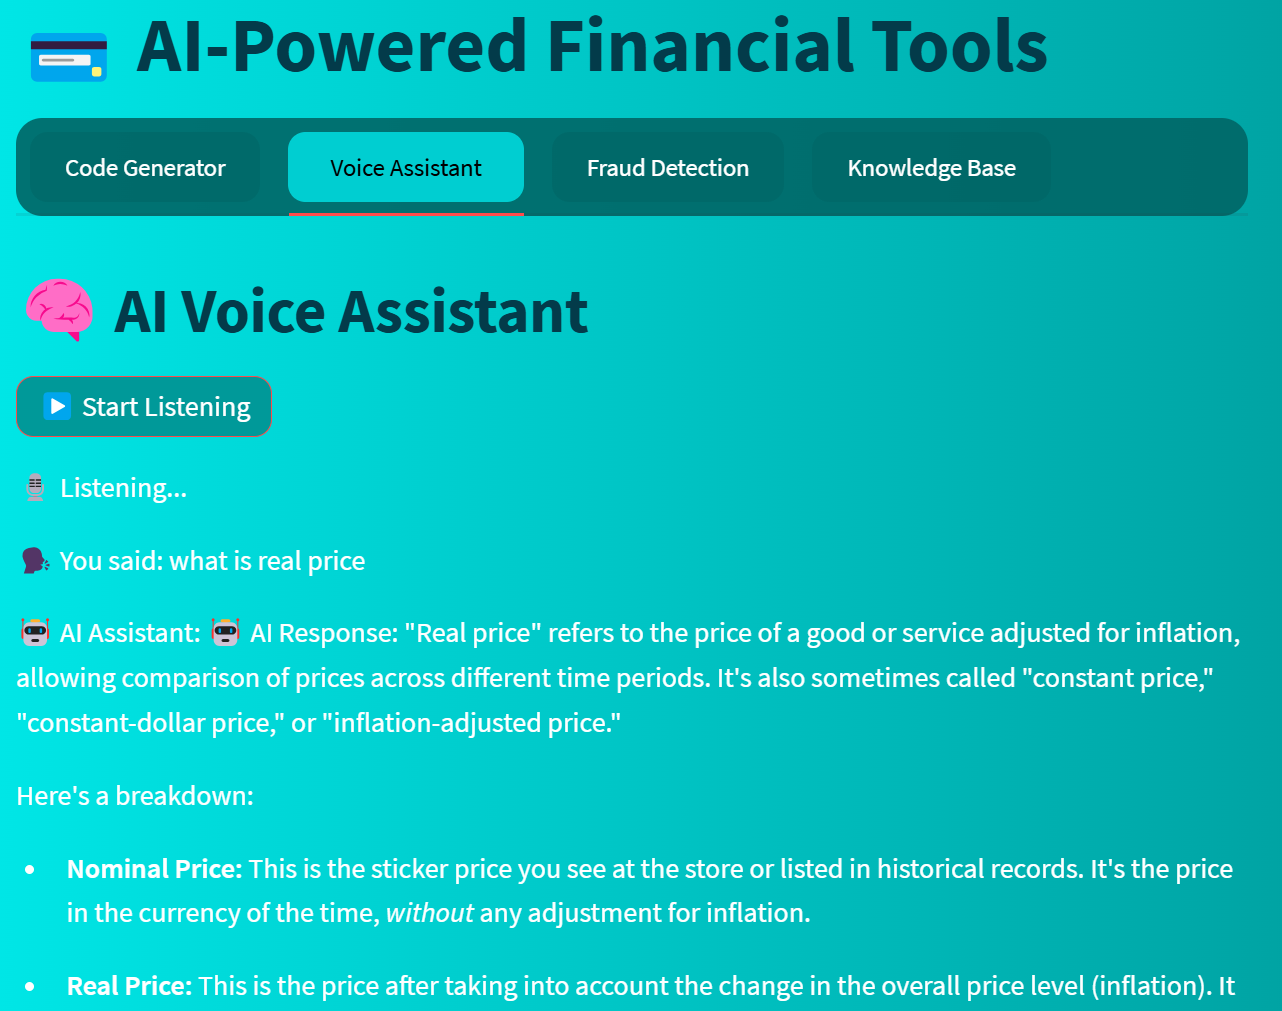 AI-Powered Financial Tools
Code Generator Voice Assistant Fraud Detection Knowledge Base
AI Voice Assistant
Start Listening
Listening...
You said: what is real price
AI Assistant: AI Response: "Real price" refers to the price of a good or service adjusted for inflation,
allowing comparison of prices across different time periods. It's also sometimes called "constant price,"
"constant-dollar price," or "inflation-adjusted price."
Here's a breakdown:
Nominal Price: This is the sticker price you see at the store or listed in historical records. It's the price
in the currency of the time, without any adjustment for inflation.
Real Price: This is the price after taking into account the change in the overall price level (inflation). It